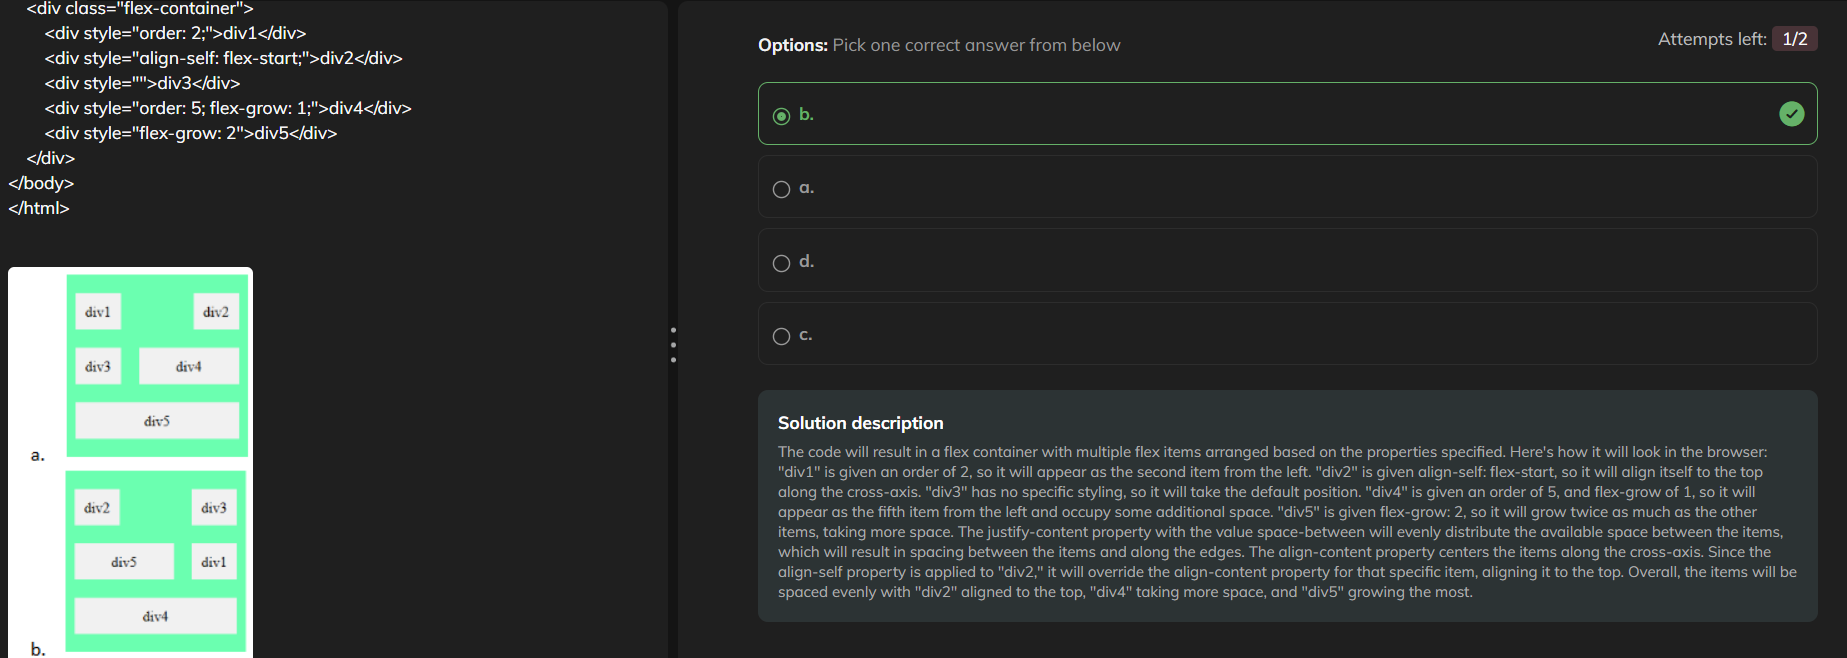 <div class="flex-container">
<div style="order: 2;">div1</div>
<div style="align-self: flex-start;">div2</div>
<div style="">div3</div>
<div style="order: 5; flex-grow: 1;">div4</div>
<div style="flex-grow: 2">div5</div>
</div>
</body>
</html>
div1 div2
div3 div4
div5
a.
div2 div3
div5 div1
div4
b.
Options: Pick one correct answer from below
Attempts left: 1/2
b.
a.
d.
c.
Solution description
The code will result in a flex container with multiple flex items arranged based on the properties specified. Here's how it will look in the browser:
"div1" is given an order of 2, so it will appear as the second item from the left. "div2" is given align-self: flex-start, so it will align itself to the top
along the cross-axis. "div3" has no specific styling, so it will take the default position. "div4" is given an order of 5, and flex-grow of 1, so it will
appear as the fifth item from the left and occupy some additional space. "div5" is given flex-grow: 2, so it will grow twice as much as the other
items, taking more space. The justify-content property with the value space-between will evenly distribute the available space between the items,
which will result in spacing between the items and along the edges. The align-content property centers the items along the cross-axis. Since the
align-self property is applied to "div2," it will override the align-content property for that specific item, aligning it to the top. Overall, the items will be
spaced evenly with "div2" aligned to the top, "div4" taking more space, and "div5" growing the most.